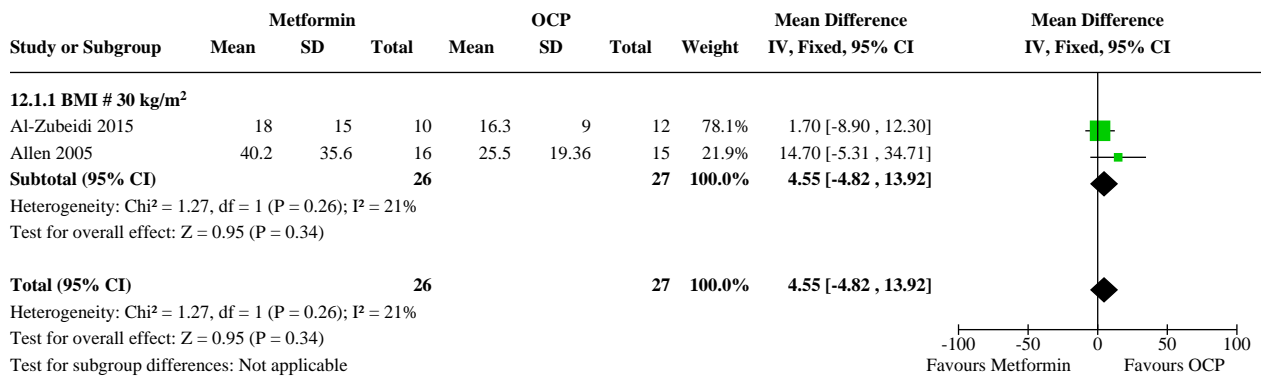 Metformin OCP Mean Difference Mean Difference
Study or Subgroup Mean SD Total Mean SD Total Weight IV, Fixed, 95% CI IV, Fixed, 95% CI
12.1.1 BMI # 30 kg/m²
Al-Zubeidi 2015 18 15 10 16.3 9 12 78.1% 1.70 [-8.90 , 12.30]
Allen 2005 40.2 35.6 16 25.5 19.36 15 21.9% 14.70 [-5.31 , 34.71]
Subtotal (95% CI) 26 27 100.0% 4.55 [-4.82 , 13.92]
Heterogeneity: Chi² = 1.27, df = 1 (P = 0.26); I² = 21%
Test for overall effect: Z = 0.95 (P = 0.34)
Total (95% CI) 26 27 100.0% 4.55 [-4.82 , 13.92]
Heterogeneity: Chi² = 1.27, df = 1 (P = 0.26); I² = 21%
Test for overall effect: Z = 0.95 (P = 0.34)
-100 -50 0 50 100
Test for subgroup differences: Not applicable Favours Metformin Favours OCP